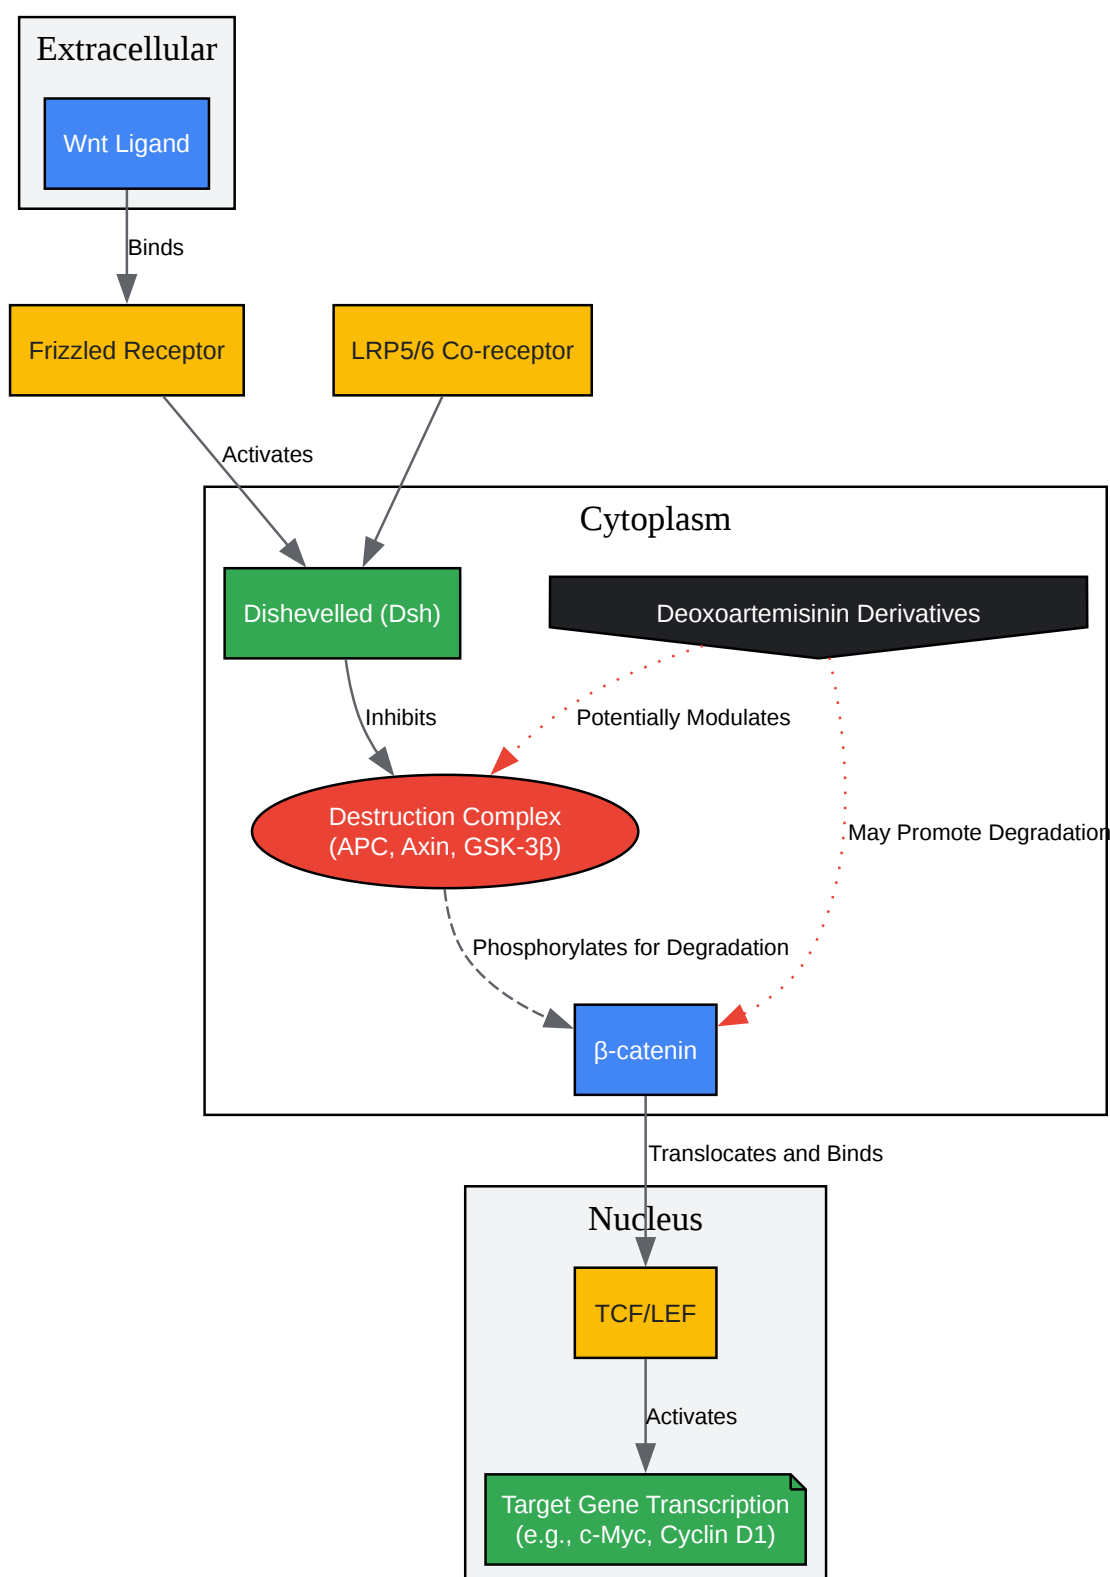 Extracellular
Wnt Ligand
Binds
Frizzled Receptor
LRP5/6 Co-receptor
Activates
Cytoplasm
Dishevelled (Dsh)
Deoxoartemisinin Derivatives
Inhibits
Potentially Modulates
Destruction Complex
(APC, Axin, GSK-3β)
May Promote Degradation
Phosphorylates for Degradation
β-catenin
Translocates and Binds
Nucleus
TCF/LEF
Activates
Target Gene Transcription
(e.g., c-Myc, Cyclin D1)